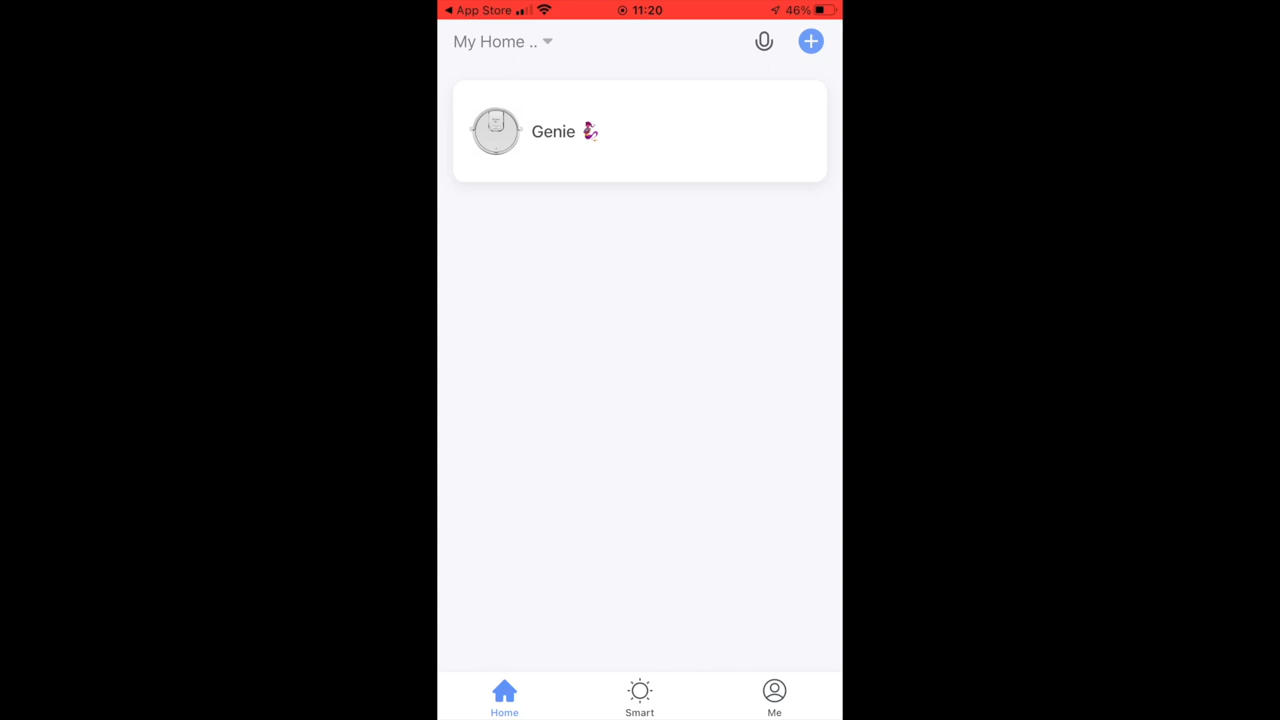 ◀ App Store 11:20 46%
My Home ..
Genie 🧞‍♀️
Home Smart Me